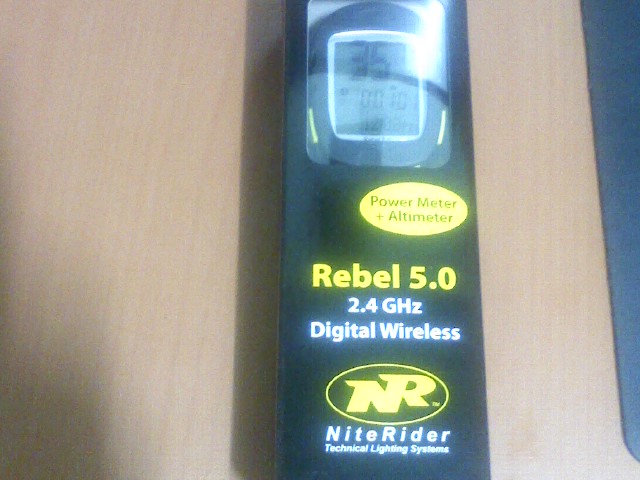 Power Meter
+ Altimeter
Rebel 5.0
2.4 GHz
Digital Wireless
NR
NiteRider
Technical Lighting Systems